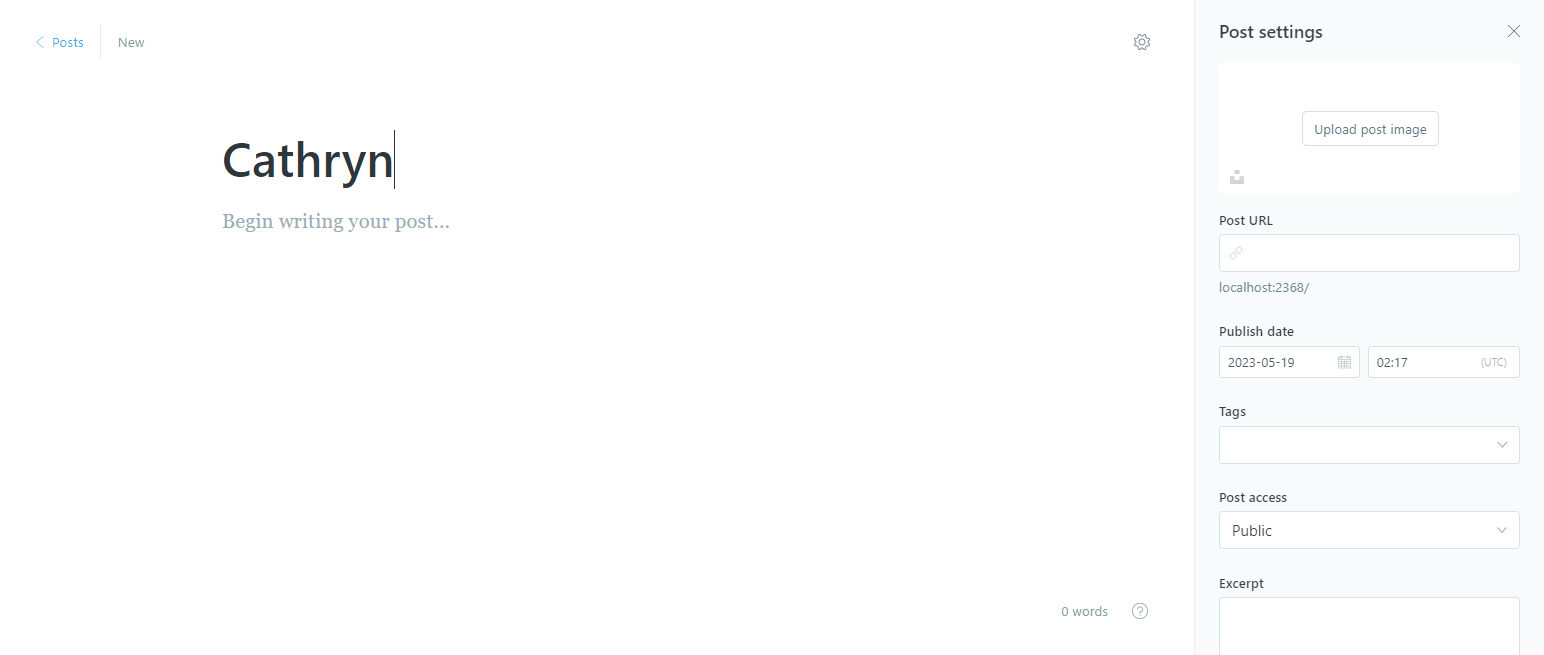 Posts
New
Cathryn
Begin writing your post...
0 words
Post settings
Upload post image
Post URL
localhost:2368/
Publish date
2023-05-19
02:17
(UTC)
Tags
Post access
Public
Excerpt